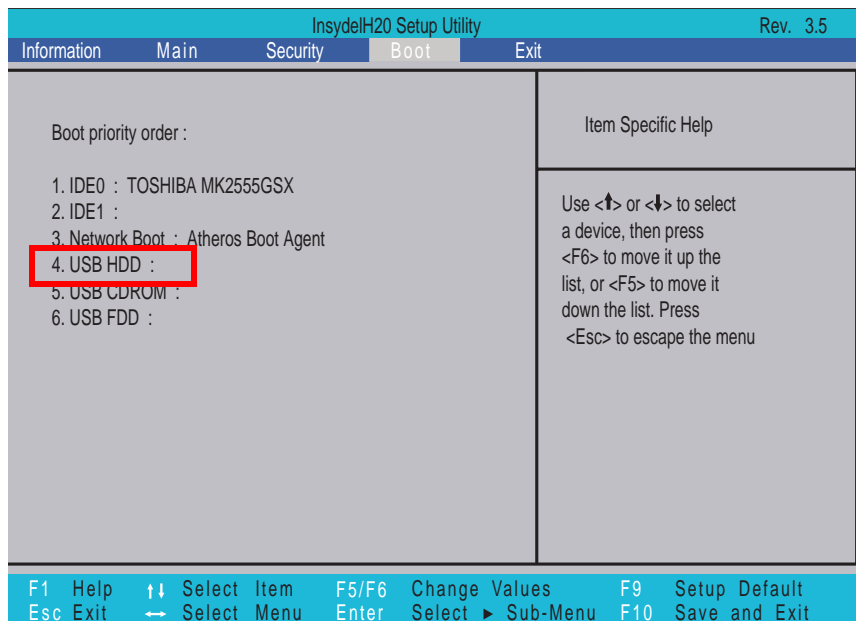 InsydelH20 Setup Utility Rev. 3.5
Information Main Security Boot Exit
Boot priority order :
1. IDE0 : TOSHIBA MK2555GSX
2. IDE1 :
3. Network Boot : Atheros Boot Agent
4. USB HDD :
5. USB CDROM :
6. USB FDD :
Item Specific Help
Use <↑> or <↓> to select
a device, then press
<F6> to move it up the
list, or <F5> to move it
down the list. Press
<Esc> to escape the menu
F1 Help ↑↓ Select Item F5/F6 Change Values F9 Setup Default
Esc Exit ↔ Select Menu Enter Select ► Sub-Menu F10 Save and Exit